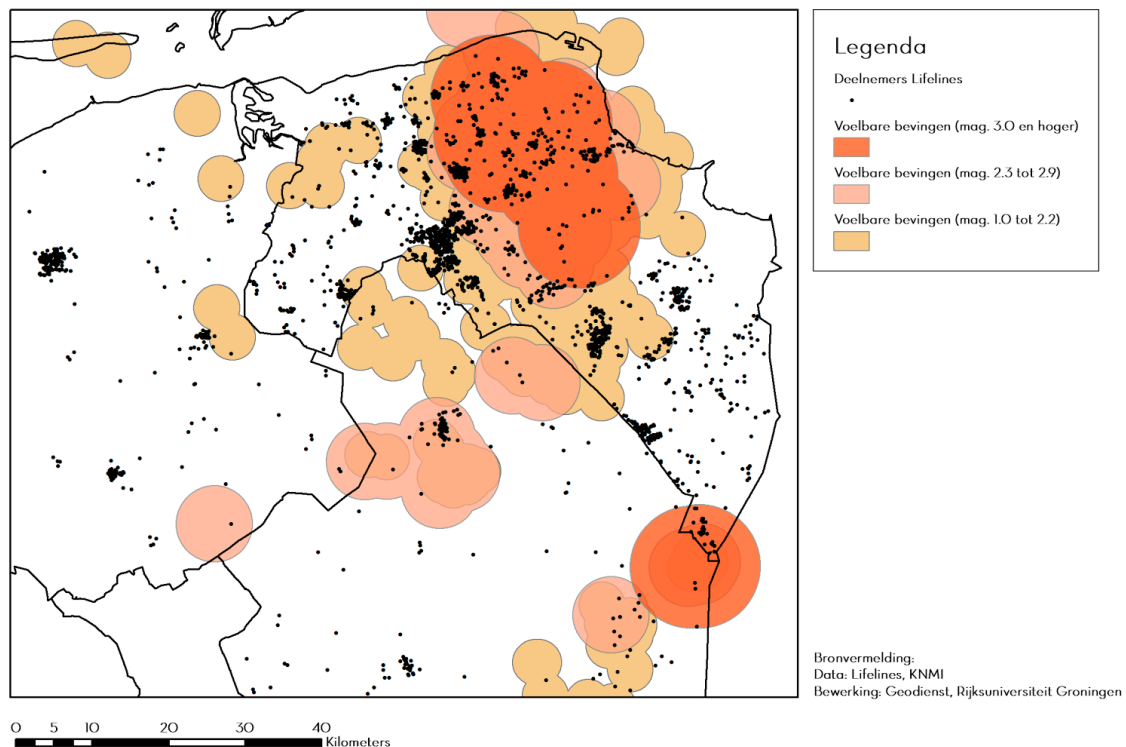 Legenda
Deelnemers Lifelines
Voelbare bevingen (mag. 3.0 en hoger)
Voelbare bevingen (mag. 2.3 tot 2.9)
Voelbare bevingen (mag. 1.0 tot 2.2)
Bronvermelding:
Data: Lifelines, KNMI
Bewerking: Geodienst, Rijksuniversiteit Groningen
0 5 10 20 30 40
Kilometers